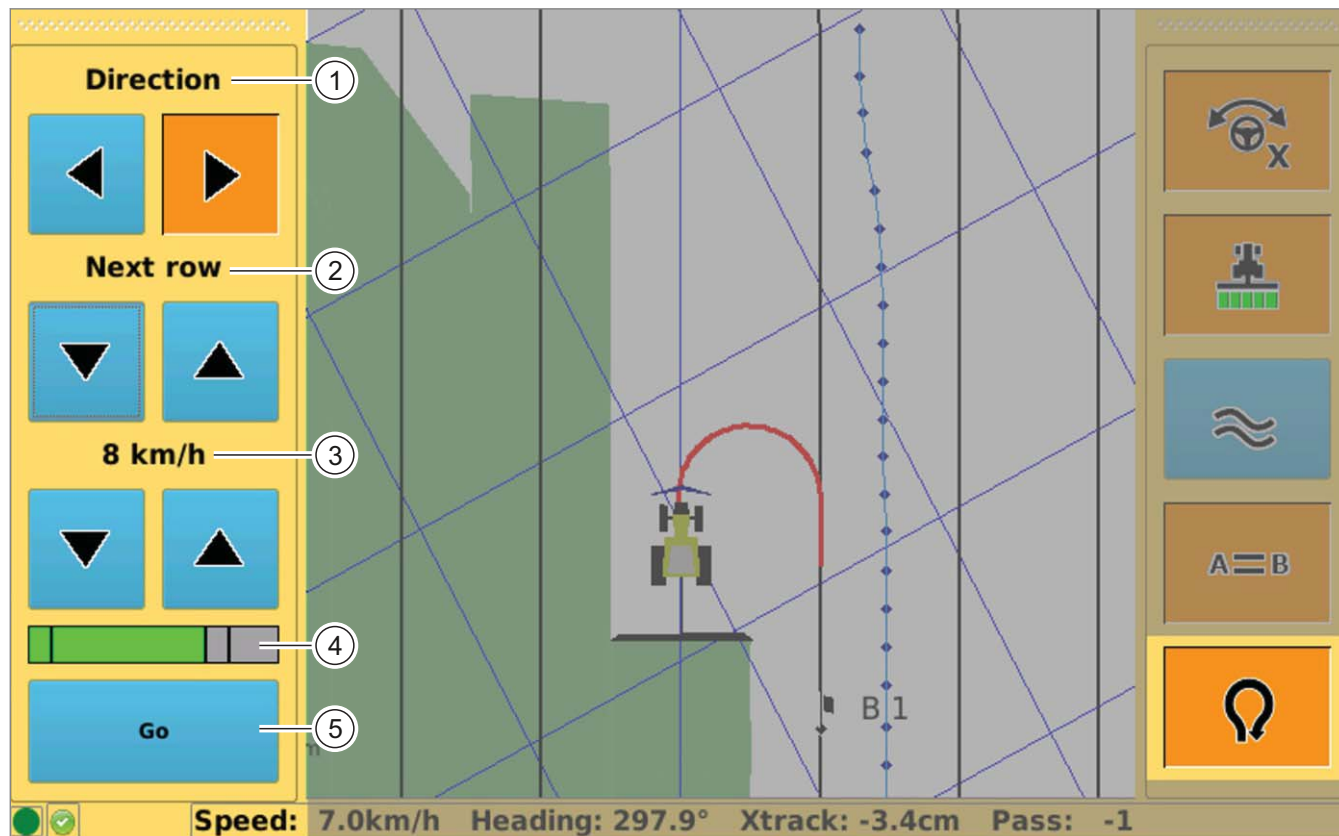 Direction
1
Next row
2
8 km/h
3
4
Go
5
X
A B
B 1
m
Speed: 7.0km/h Heading: 297.9° Xtrack: -3.4cm Pass: -1